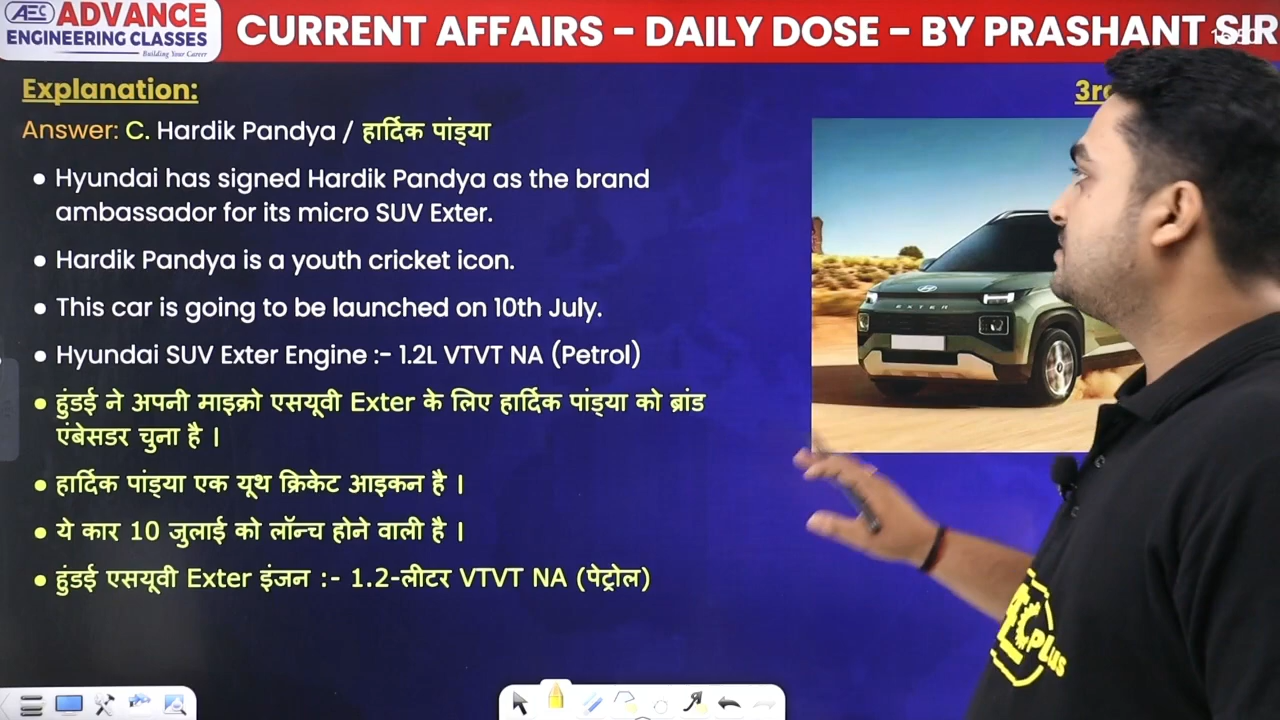 AEC ADVANCE
ENGINEERING CLASSES
Building Your Career
CURRENT AFFAIRS - DAILY DOSE - BY PRASHANT SIR
Explanation:
Answer: C. Hardik Pandya / हार्दिक पांड्या
• Hyundai has signed Hardik Pandya as the brand
ambassador for its micro SUV Exter.
• Hardik Pandya is a youth cricket icon.
• This car is going to be launched on 10th July.
• Hyundai SUV Exter Engine :- 1.2L VTVT NA (Petrol)
• हुंडई ने अपनी माइक्रो एसयूवी Exter के लिए हार्दिक पांड्या को ब्रांड
एंबेसडर चुना है ।
• हार्दिक पांड्या एक यूथ क्रिकेट आइकन है ।
• ये कार 10 जुलाई को लॉन्च होने वाली है ।
• हुंडई एसयूवी Exter इंजन :- 1.2-लीटर VTVT NA (पेट्रोल)
EXTER
Plus